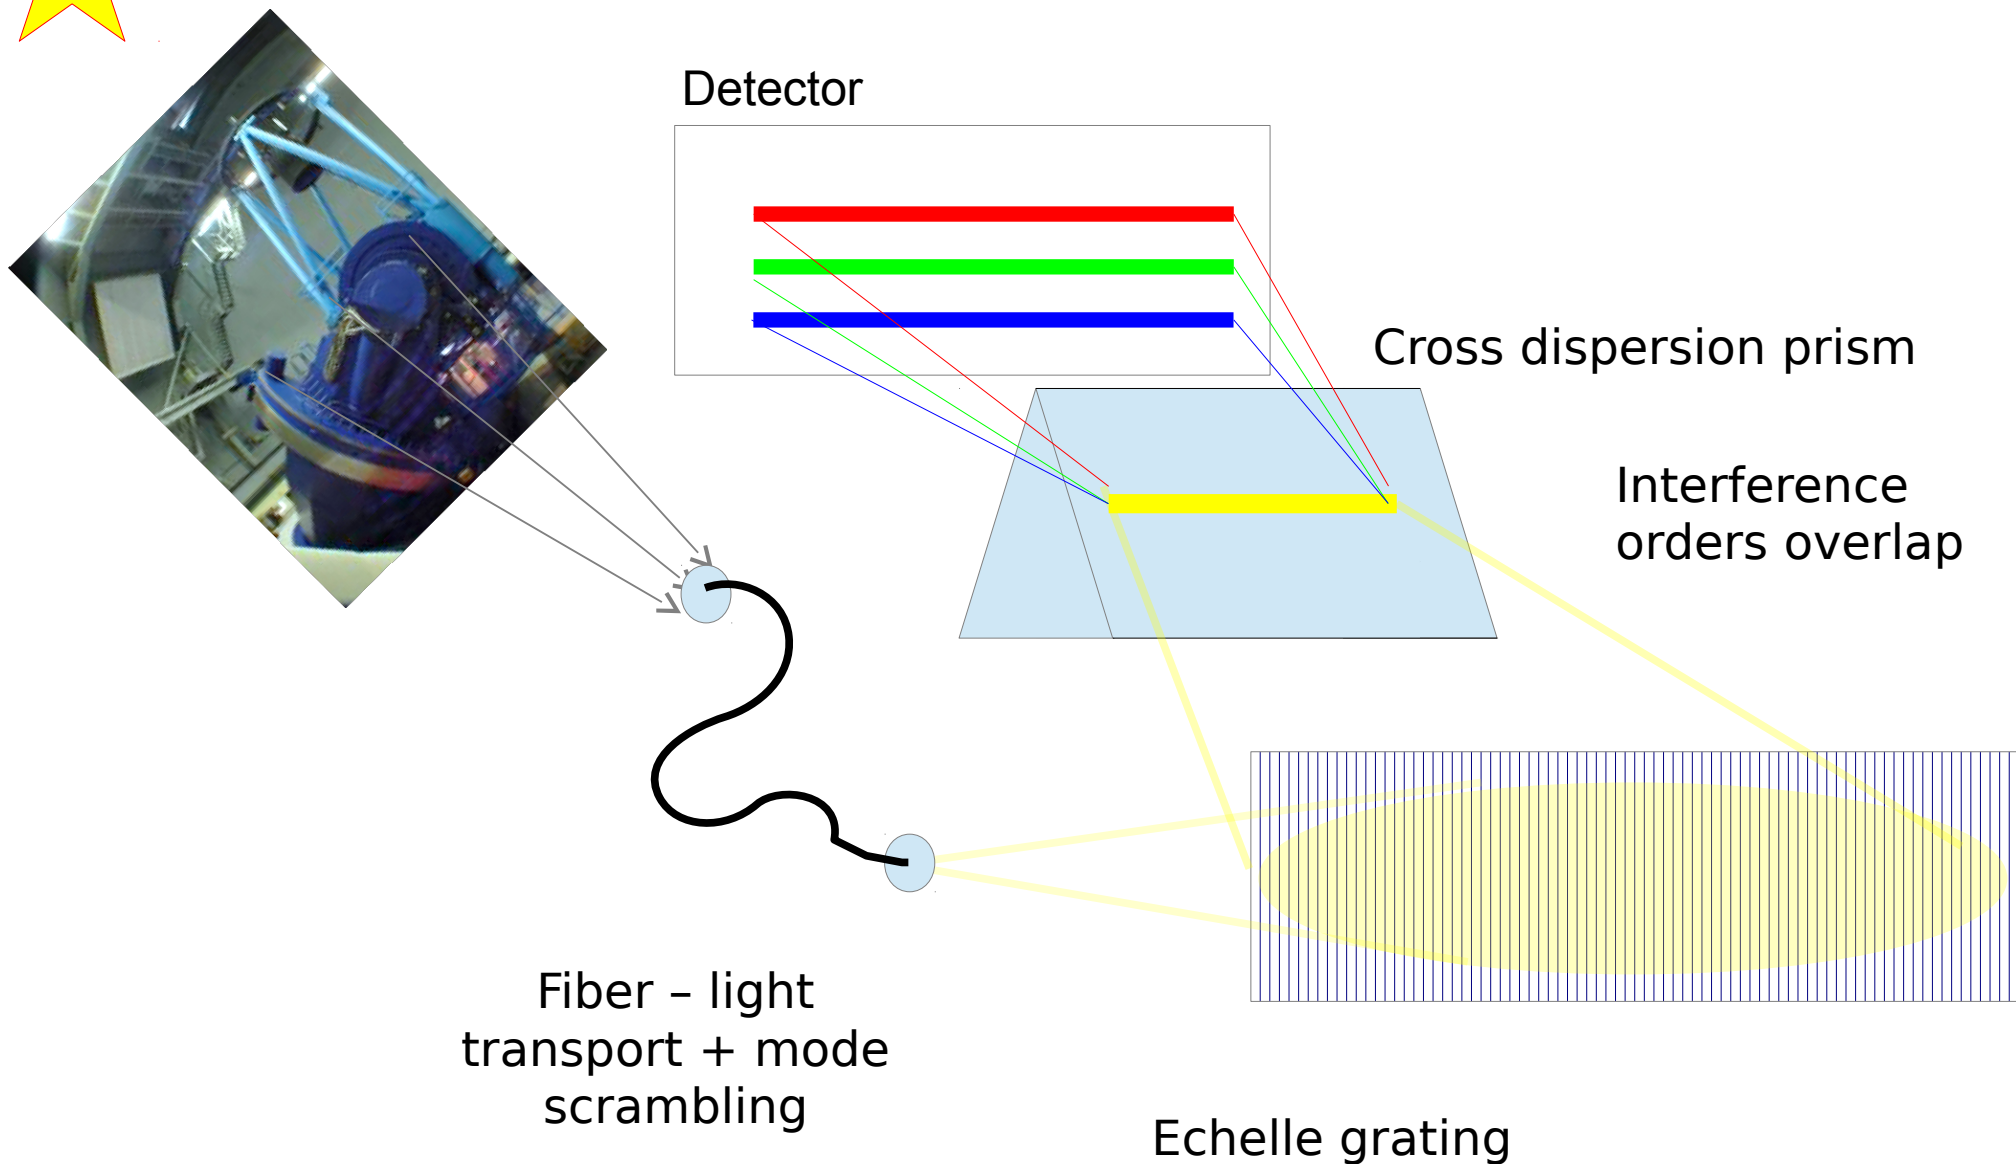 Detector
Cross dispersion prism
Interference
orders overlap
Fiber – light
transport + mode
scrambling
Echelle grating